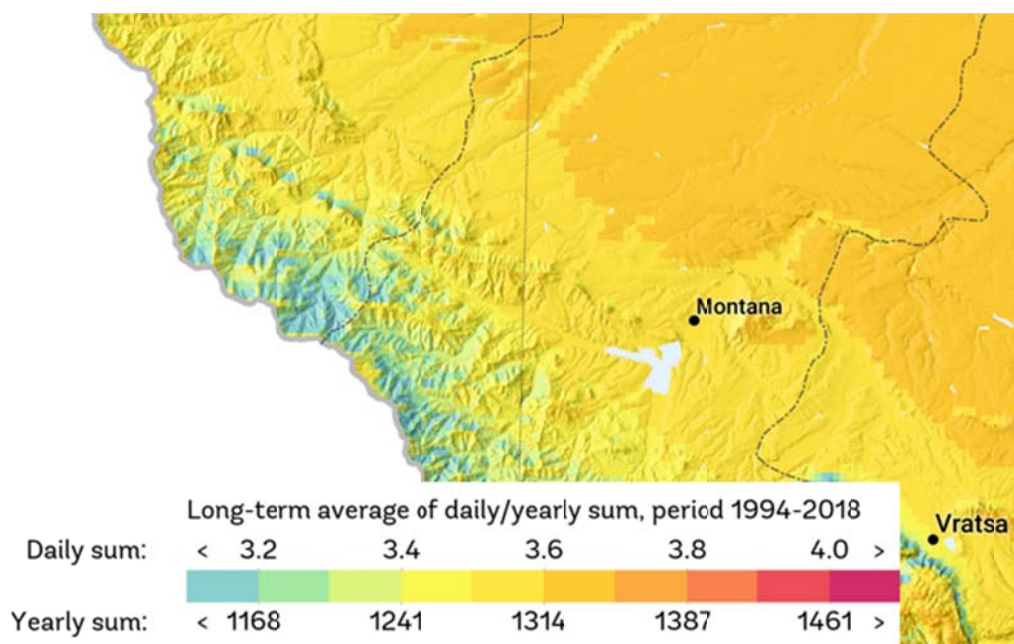 Montana
Long-term average of daily/yearly sum, period 1994-2018
Vratsa
Daily sum: < 3.2 3.4 3.6 3.8 4.0 >
Yearly sum: < 1168 1241 1314 1387 1461 >